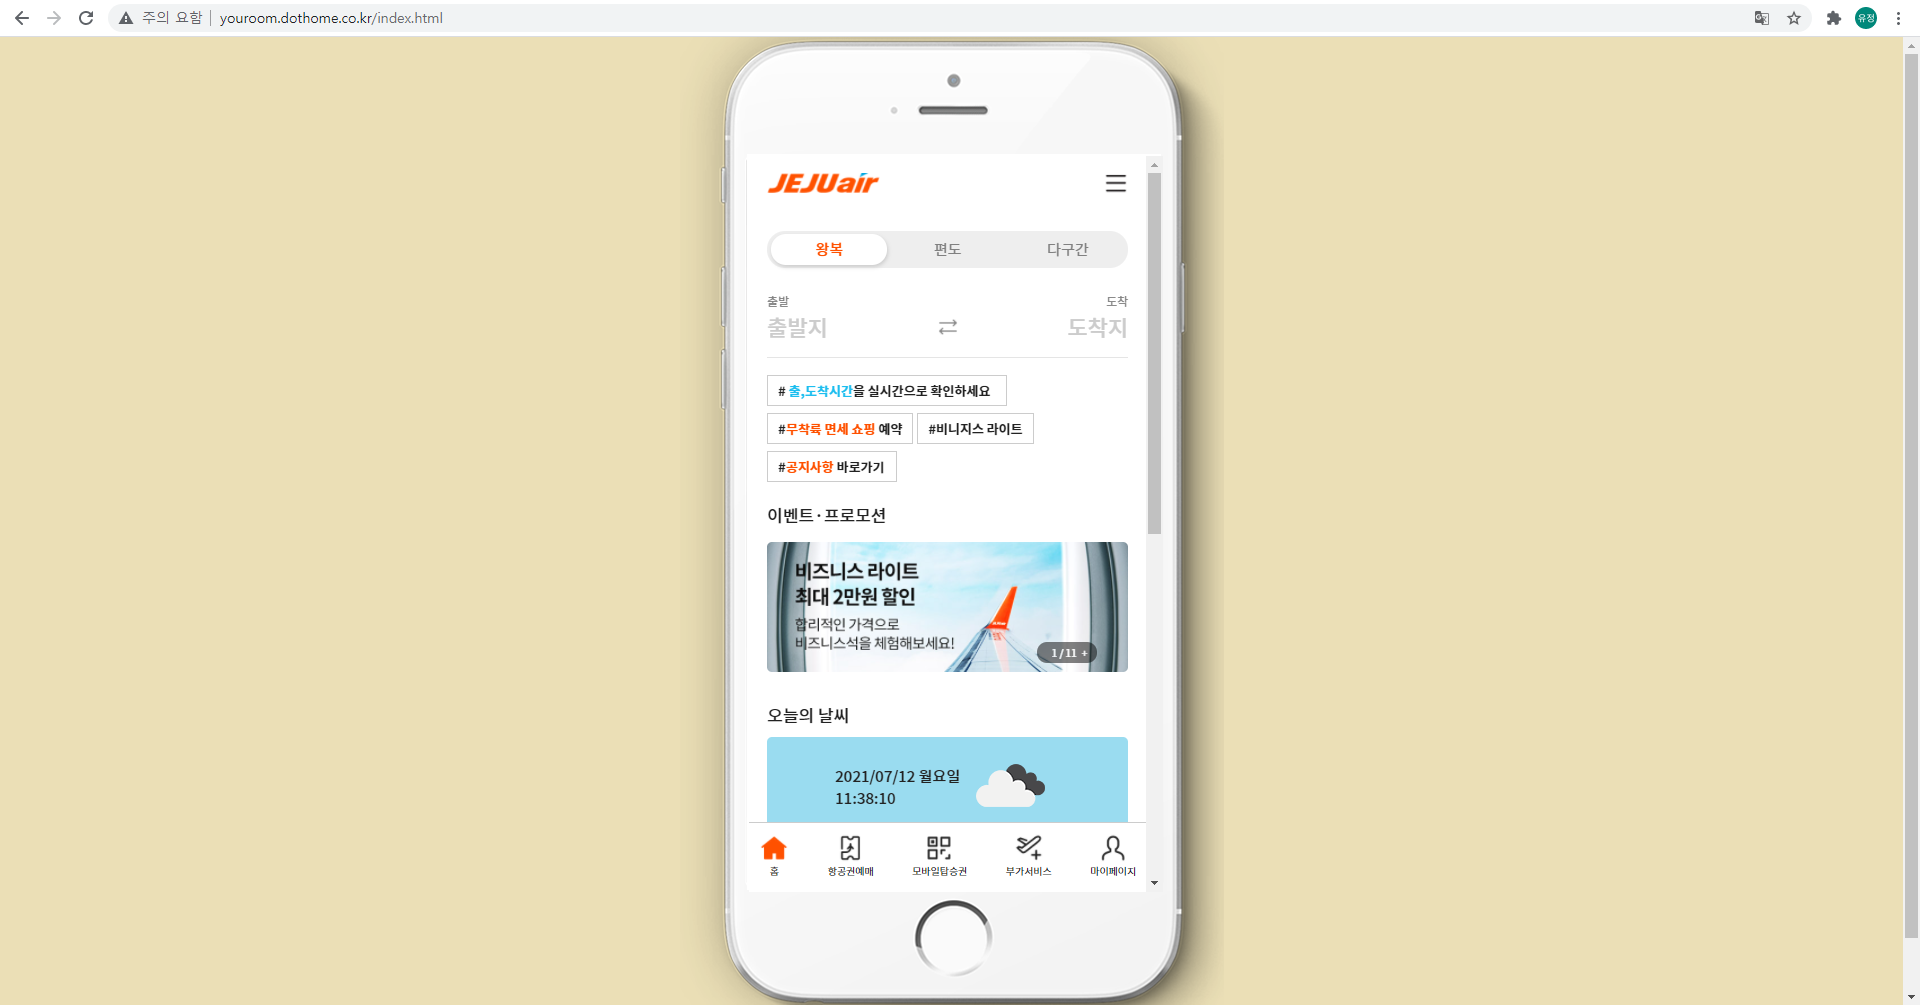 주의 요함 youroom.dothome.co.kr/index.html
유정
JEJUair
왕복 편도 다구간
출발 도착
출발지 도착지
# 출,도착시간을 실시간으로 확인하세요
#무착륙 면세 쇼핑 예약 #비니지스 라이트
#공지사항 바로가기
이벤트·프로모션
비즈니스 라이트
최대 2만원 할인
합리적인 가격으로
비즈니스석을 체험해보세요!
JEJUair
1/11 +
오늘의 날씨
2021/07/12 월요일
11:38:10
홈 항공권예매 모바일탑승권 부가서비스 마이페이지